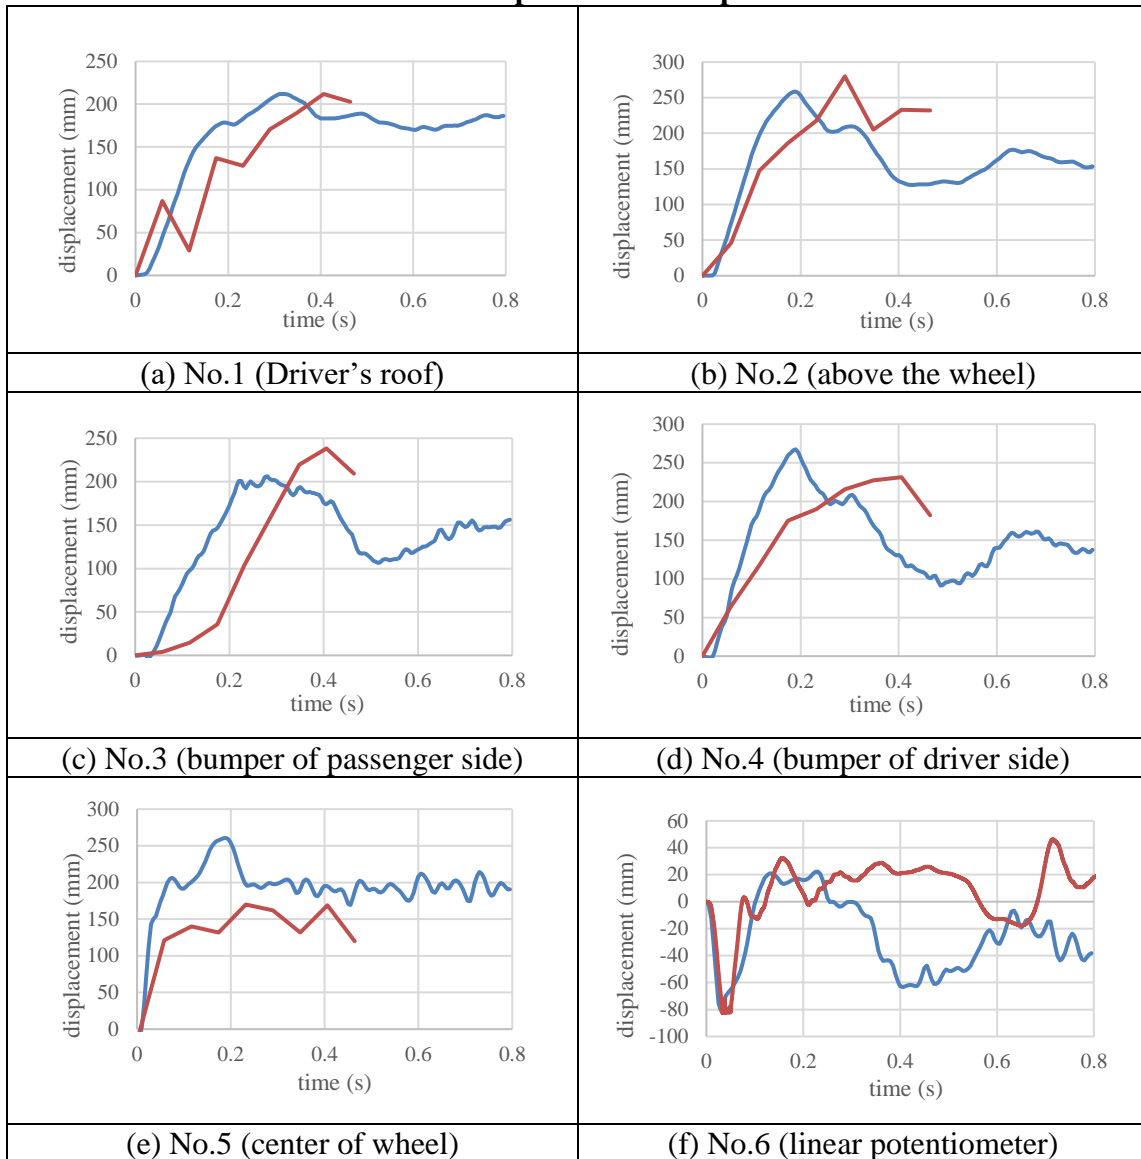 displacement (mm)
250
200
150
100
50
0
0 0.2 0.4 0.6 0.8
time (s)
(a) No.1 (Driver’s roof)
displacement (mm)
300
250
200
150
100
50
0
0 0.2 0.4 0.6 0.8
time (s)
(b) No.2 (above the wheel)
displacement (mm)
250
200
150
100
50
0
0 0.2 0.4 0.6 0.8
time (s)
(c) No.3 (bumper of passenger side)
displacement (mm)
300
250
200
150
100
50
0
0 0.2 0.4 0.6 0.8
time (s)
(d) No.4 (bumper of driver side)
displacement (mm)
300
250
200
150
100
50
0
0 0.2 0.4 0.6 0.8
time (s)
(e) No.5 (center of wheel)
displacement (mm)
60
40
20
0
-20
-40
-60
-80
-100
0 0.2 0.4 0.6 0.8
time (s)
(f) No.6 (linear potentiometer)